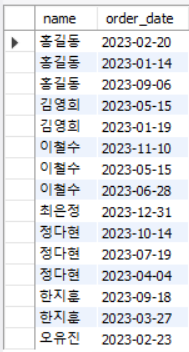 name order_date
홍길동 2023-02-20
홍길동 2023-01-14
홍길동 2023-09-06
김영희 2023-05-15
김영희 2023-01-19
이철수 2023-11-10
이철수 2023-05-15
이철수 2023-06-28
최은정 2023-12-31
정다현 2023-10-14
정다현 2023-07-19
정다현 2023-04-04
한지훈 2023-09-18
한지훈 2023-03-27
오유진 2023-02-23